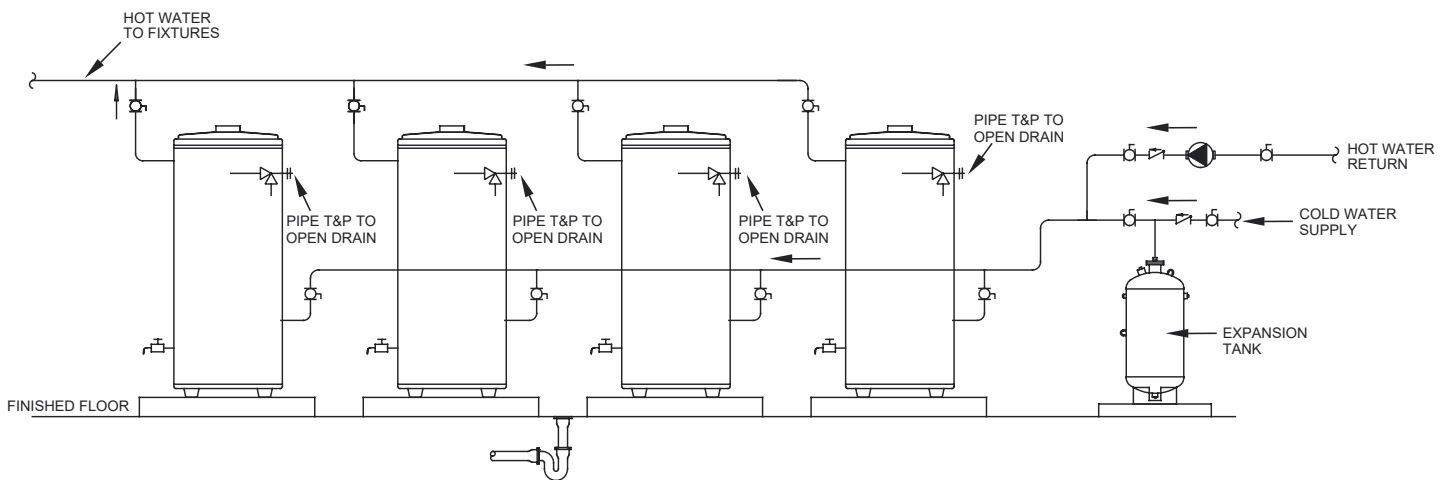 HOT WATER
TO FIXTURES
PIPE T&P TO
OPEN DRAIN
HOT WATER
RETURN
PIPE T&P TO
OPEN DRAIN
PIPE T&P TO
OPEN DRAIN
PIPE T&P TO
OPEN DRAIN
COLD WATER
SUPPLY
EXPANSION
TANK
FINISHED FLOOR